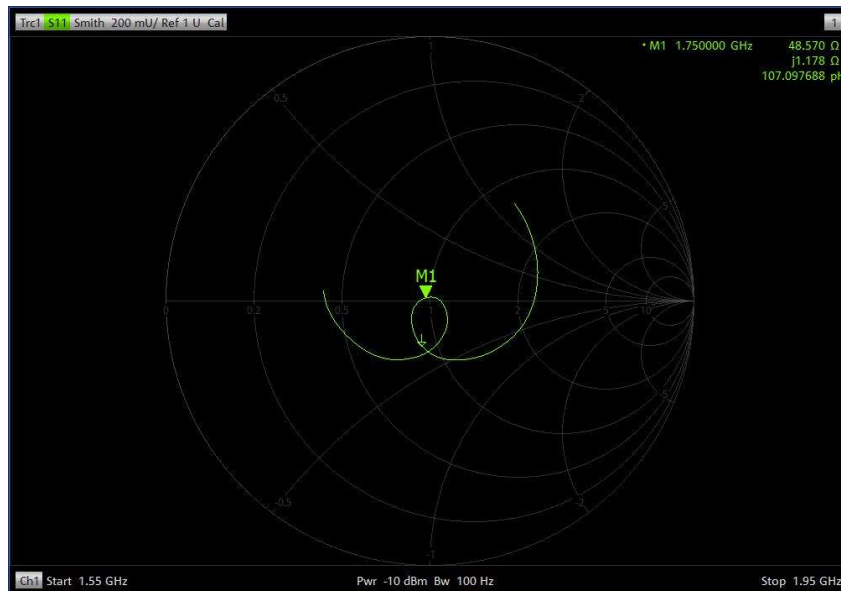 Trc1 S11 Smith 200 mU/ Ref 1 U Cal
1
• M1 1.750000 GHz 48.570 Ω
j1.178 Ω
107.097688
1
0.5
2
5
M1
0
0.2
0.5
1
2
5
10
-5
-0.5
-2
-1
Ch1 Start 1.55 GHz
Pwr -10 dBm Bw 100 Hz
Stop 1.95 GHz